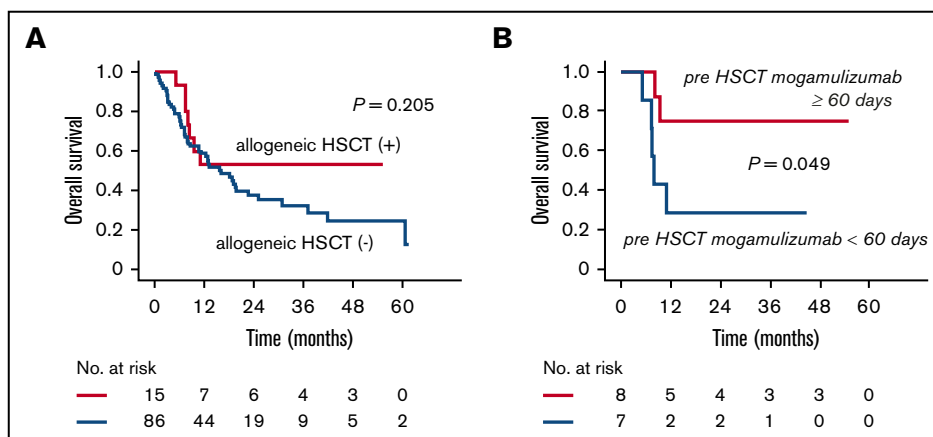 A
Overall survival
1.0
0.8
0.6
0.4
0.2
0
P = 0.205
allogeneic HSCT (+)
allogeneic HSCT (-)
0 12 24 36 48 60
Time (months)
No. at risk
15 7 6 4 3 0
86 44 19 9 5 2
B
Overall survival
1.0
0.8
0.6
0.4
0.2
0
pre HSCT mogamulizumab
≥ 60 days
P = 0.049
pre HSCT mogamulizumab < 60 days
0 12 24 36 48 60
Time (months)
No. at risk
8 5 4 3 3 0
7 2 2 1 0 0